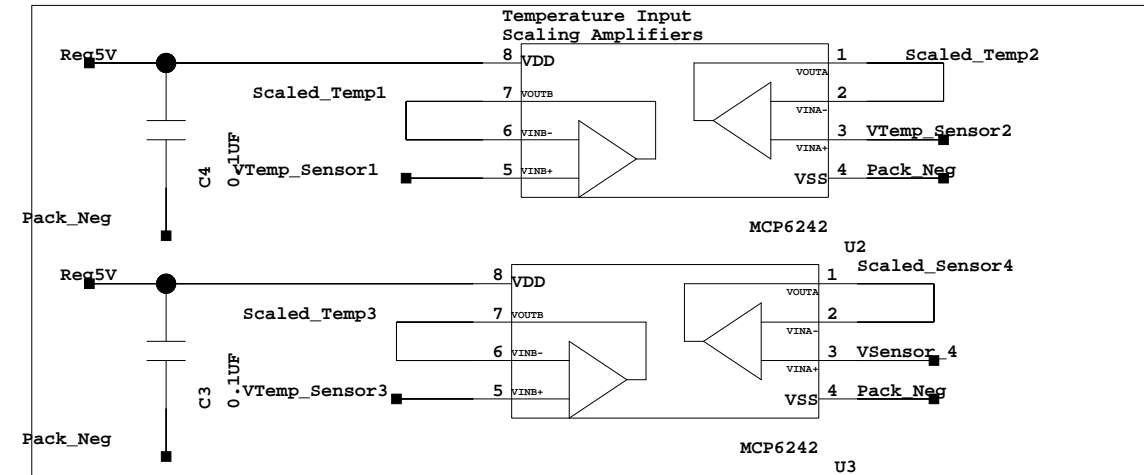 Temperature Input
Scaling Amplifiers
Reg5V
8
VDD
1
VOUTA
Scaled_Temp2
Scaled_Temp1
7
VOUTB
2
VINA-
6
VINB-
3
VINA+
VTemp_Sensor2
VTemp_Sensor1
5
VINB+
VSS
4
Pack_Neg
C4
0.1UF
Pack_Neg
MCP6242
U2
Reg5V
8
VDD
1
VOUTA
Scaled_Sensor4
Scaled_Temp3
7
VOUTB
2
VINA-
6
VINB-
3
VINA+
VSensor_4
VTemp_Sensor3
5
VINB+
VSS
4
Pack_Neg
C3
0.1UF
Pack_Neg
MCP6242
U3